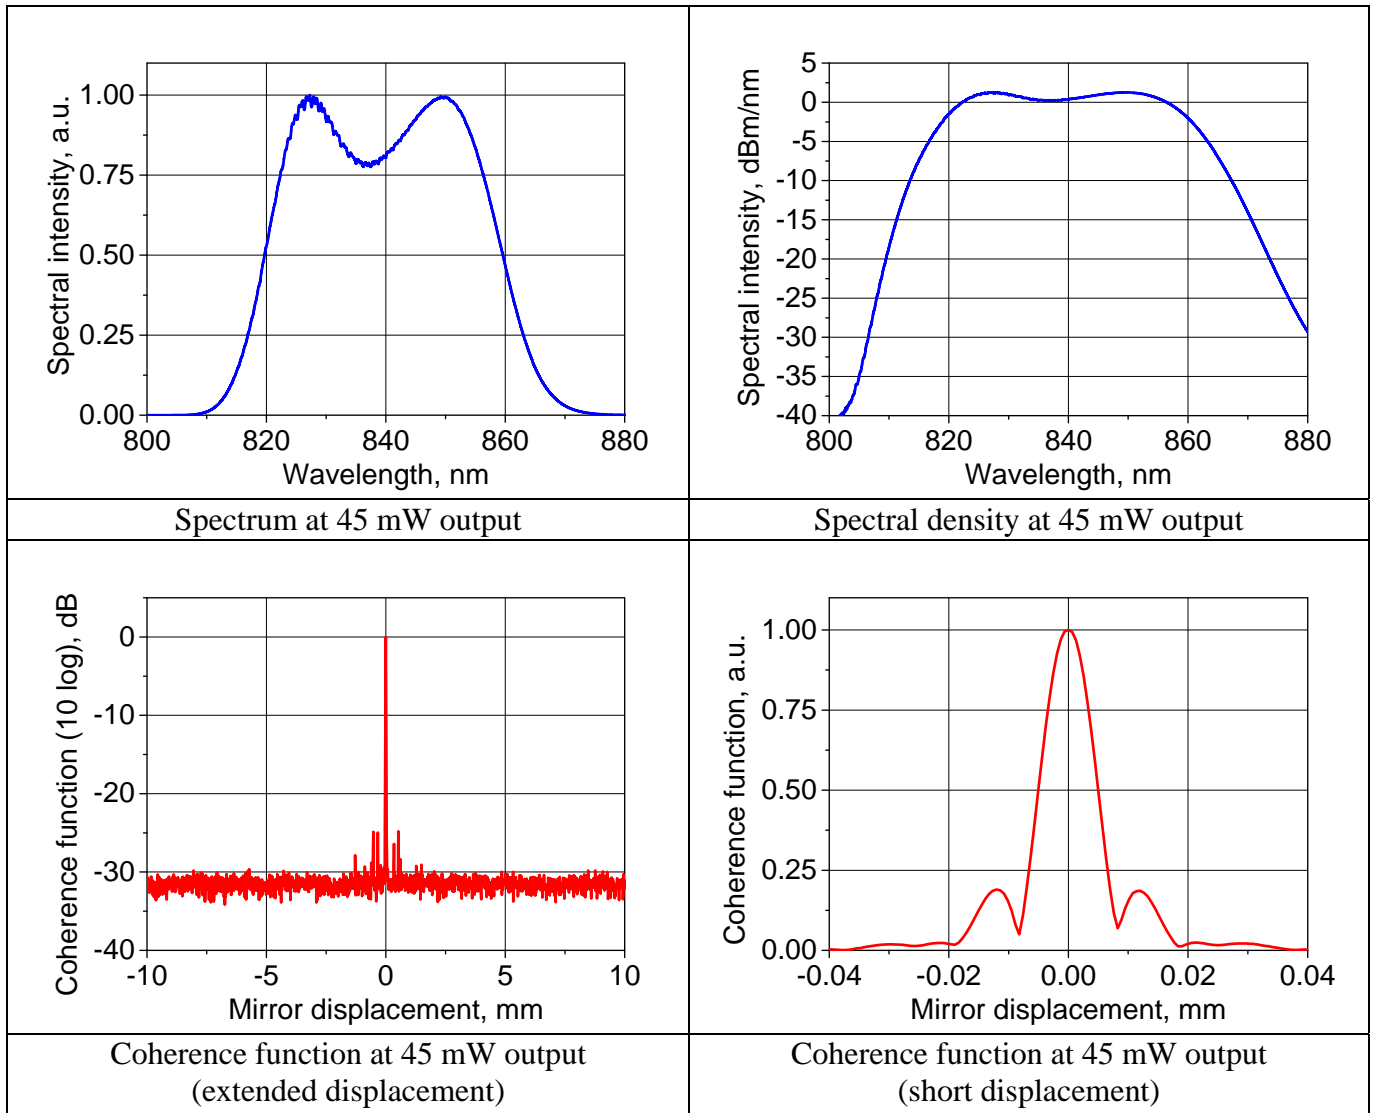 Spectral intensity, a.u.
1.00
0.75
0.50
0.25
0.00
800 820 840 860 880
Wavelength, nm
Spectral intensity, dBm/nm
5
0
-5
-10
-15
-20
-25
-30
-35
-40
800 820 840 860 880
Wavelength, nm
Spectrum at 45 mW output
Spectral density at 45 mW output
Coherence function (10 log), dB
0
-10
-20
-30
-40
-10 -5 0 5 10
Mirror displacement, mm
Coherence function, a.u.
1.00
0.75
0.50
0.25
0.00
-0.04 -0.02 0.00 0.02 0.04
Mirror displacement, mm
Coherence function at 45 mW output
(extended displacement)
Coherence function at 45 mW output
(short displacement)